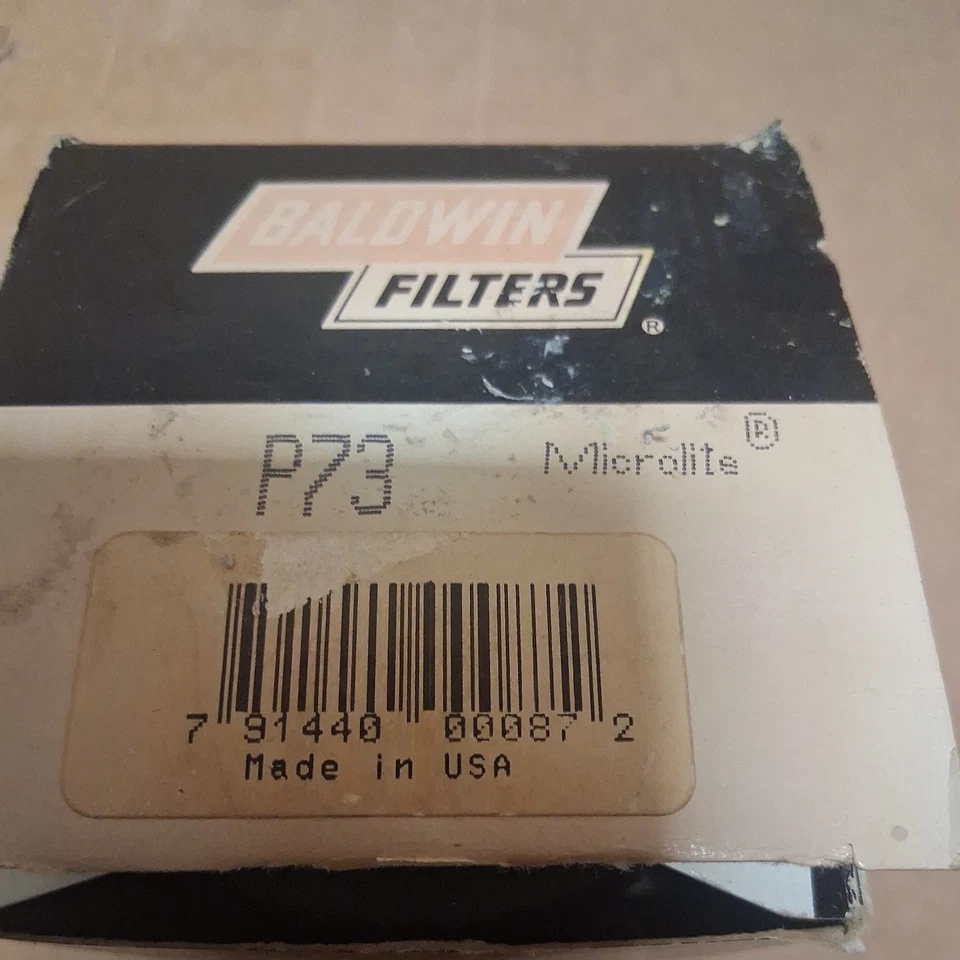 BALDWIN
FILTERS
®
P73 Microlite ®
7 91440 00087 2
Made in USA